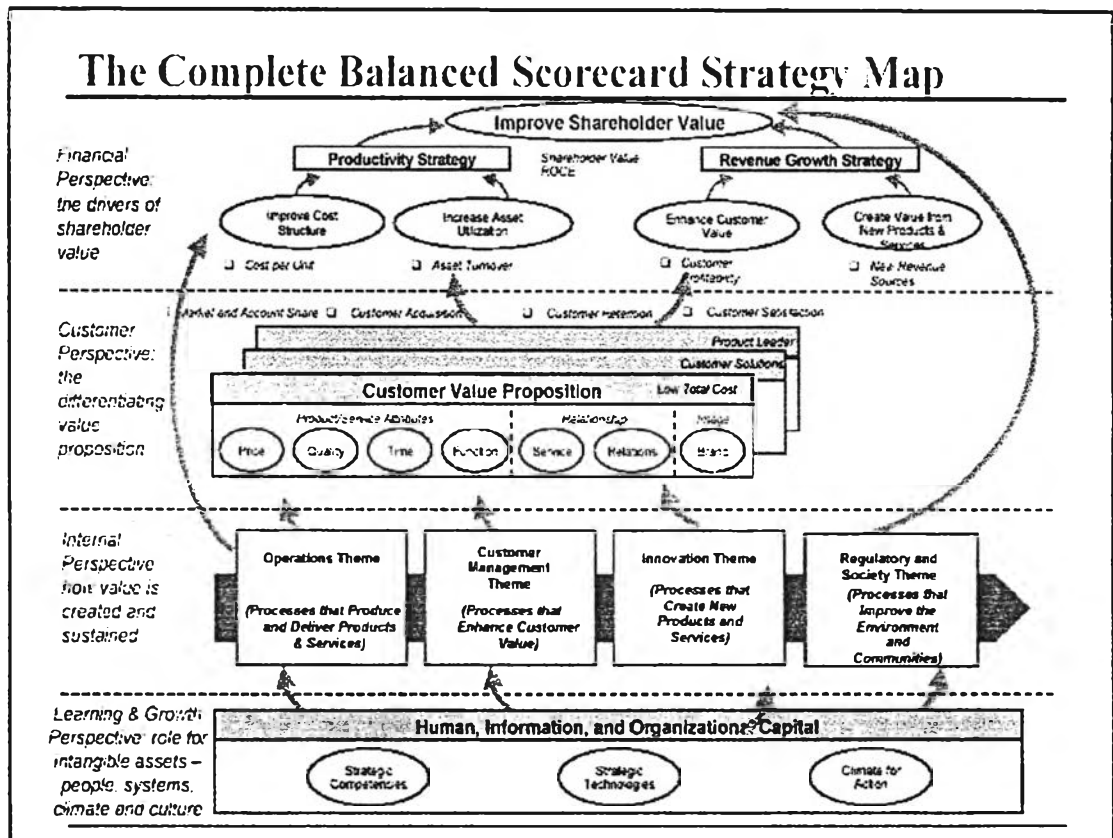 The Complete Balanced Scorecard Strategy Map
Improve Shareholder Value
Financial
Perspective:
the drivers of
shareholder
value
Productivity Strategy
Shareholder Value
ROCE
Revenue Growth Strategy
Improve Cost
Structure
Increase Asset
Utilization
Enhance Customer
Value
Create Value from
New Products &
Services
Cost per Unit
Asset Turnover
Customer
Profitability
New Revenue
Sources
Market and Account Share
Customer Acquisition
Customer Retention
Customer Satisfaction
Customer
Perspective:
the
differentiating
value
proposition
Product Leader
Customer Solutions
Customer Value Proposition
Low Total Cost
Product/Service Attributes
Relationship
Image
Price
Quality
Time
Function
Service
Relations
Brand
Internal
Perspective
how value is
created and
sustained
Operations Theme
(Processes that Produce
and Deliver Products
& Services)
Customer
Management
Theme
(Processes that
Enhance Customer
Value)
Innovation Theme
(Processes that
Create New
Products and
Services)
Regulatory and
Society Theme
(Processes that
Improve the
Environment
and
Communities)
Learning & Growth
Perspective: role for
intangible assets –
people, systems,
climate and culture
Human, Information, and Organizational Capital
Strategic
Competences
Strategic
Technologies
Climate for
Action